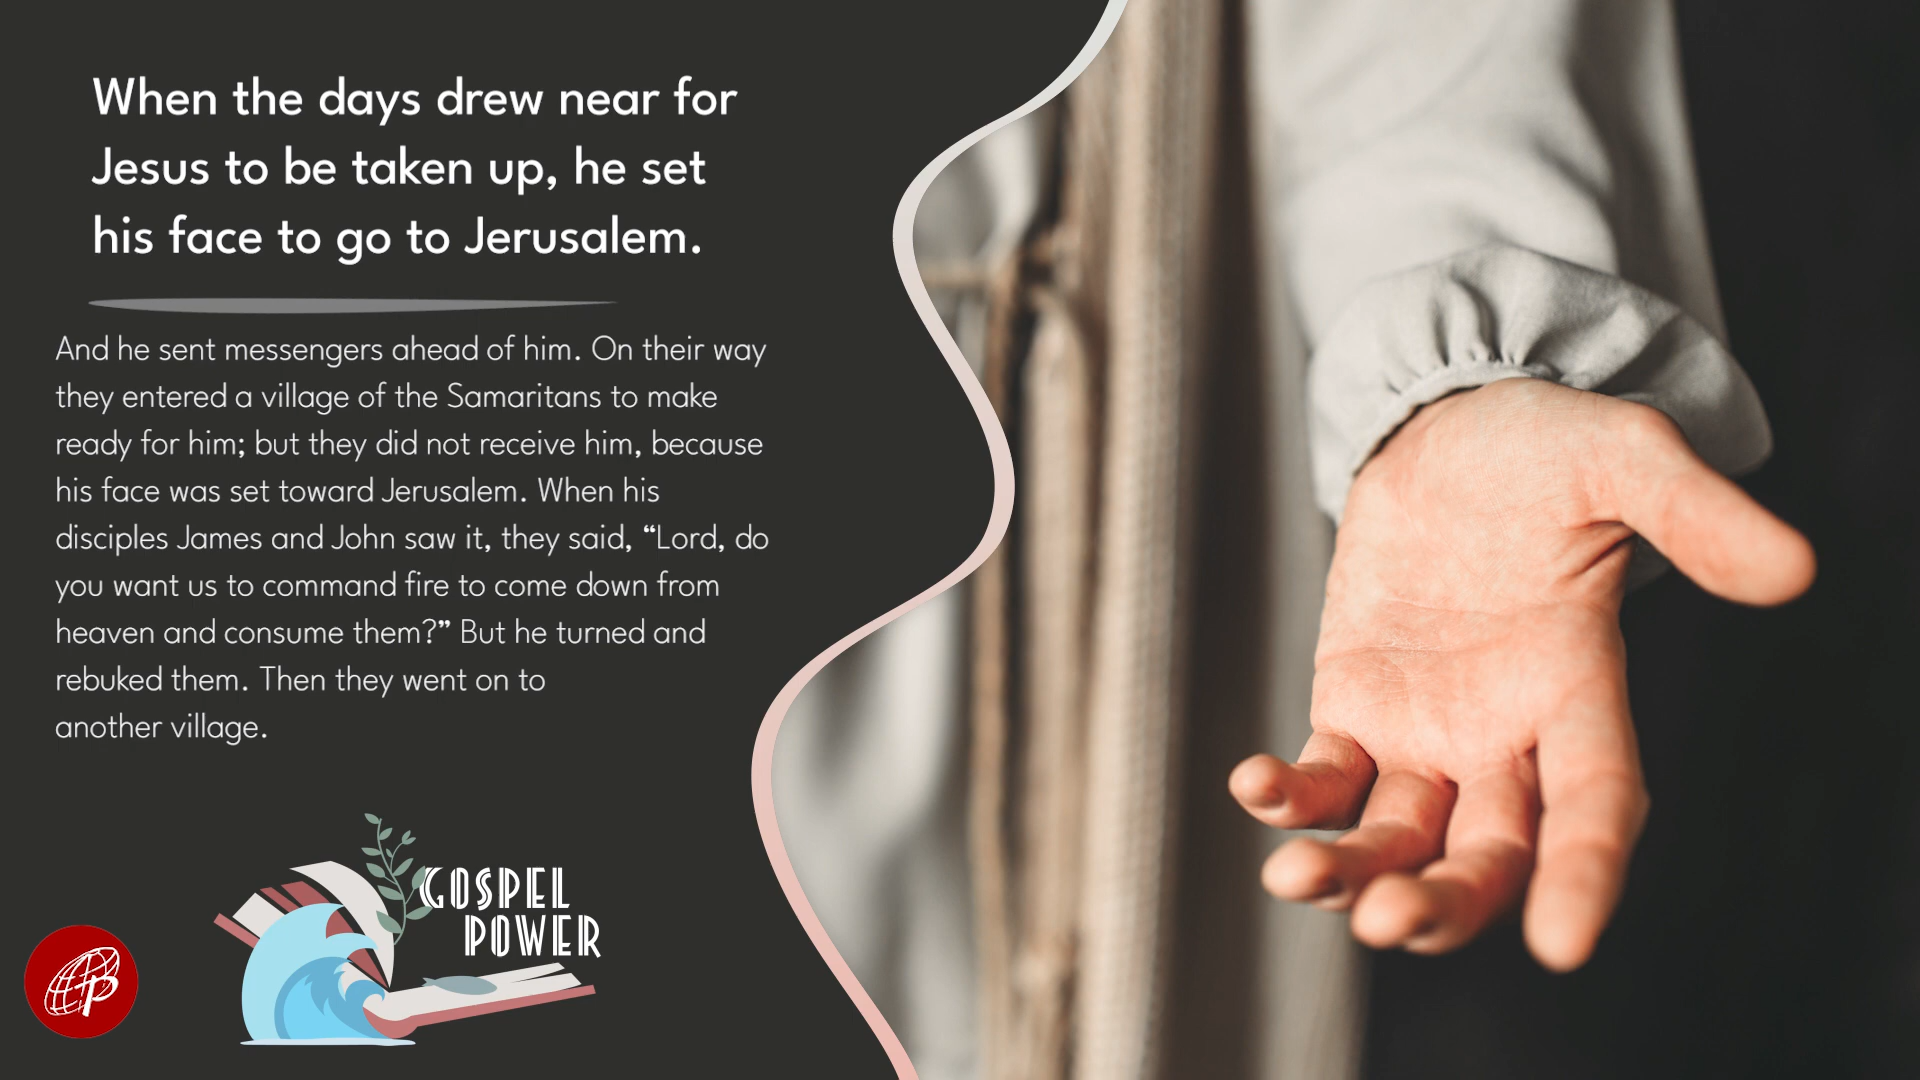 When the days drew near for
Jesus to be taken up, he set
his face to go to Jerusalem.
And he sent messengers ahead of him. On their way
they entered a village of the Samaritans to make
ready for him; but they did not receive him, because
his face was set toward Jerusalem. When his
disciples James and John saw it, they said, “Lord, do
you want us to command fire to come down from
heaven and consume them?” But he turned and
rebuked them. Then they went on to
another village.
GOSPEL
POWER